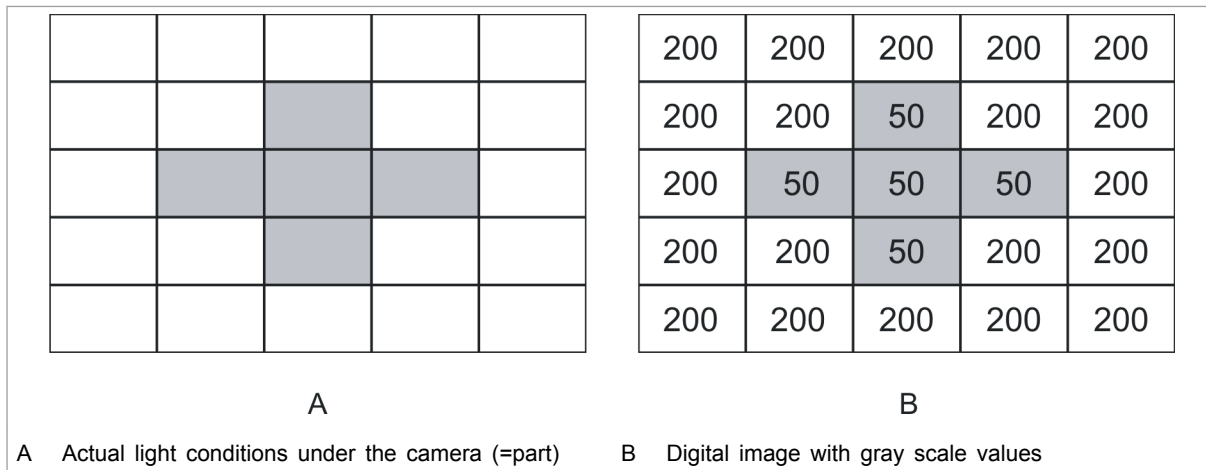 200 200 200 200 200
200 200 50 200 200
200 50 50 50 200
200 200 50 200 200
200 200 200 200 200
A B
A Actual light conditions under the camera (=part) B Digital image with gray scale values